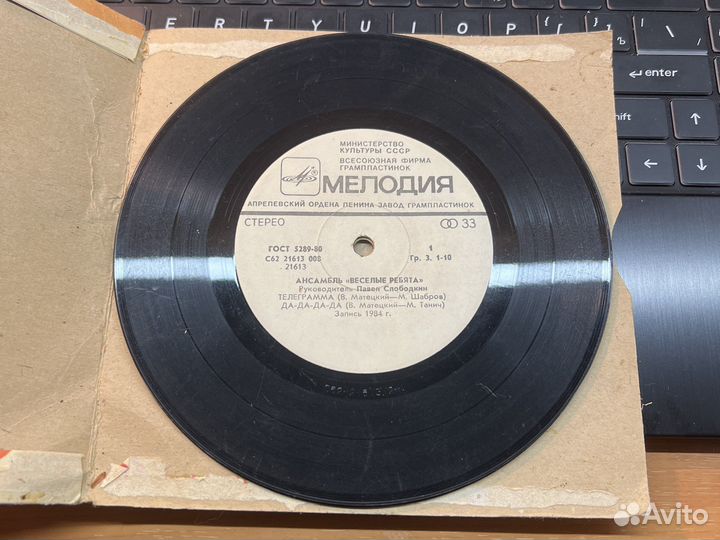 E R T Y U I O P
Ъ
\
enter
МИНИСТЕРСТВО
КУЛЬТУРЫ СССР
ВСЕСОЮЗНАЯ ФИРМА
ГРАМПЛАСТИНОК
МЕЛОДИЯ
АПРЕЛЕВСКИЙ ОРДЕНА ЛЕНИНА ЗАВОД ГРАМПЛАСТИНОК
СТЕРЕО 33
ГОСТ 5289-80 1
С62 21613 008 Гр. 3. 1-10
21613
АНСАМБЛЬ «ВЕСЕЛЫЕ РЕБЯТА»
Руководитель Павел Слободкин
ТЕЛЕГРАММА (В. Матецкий—М. Шабров)
ДА-ДА-ДА-ДА (В. Матецкий—М. Танич)
Запись 1984 г.
Avito